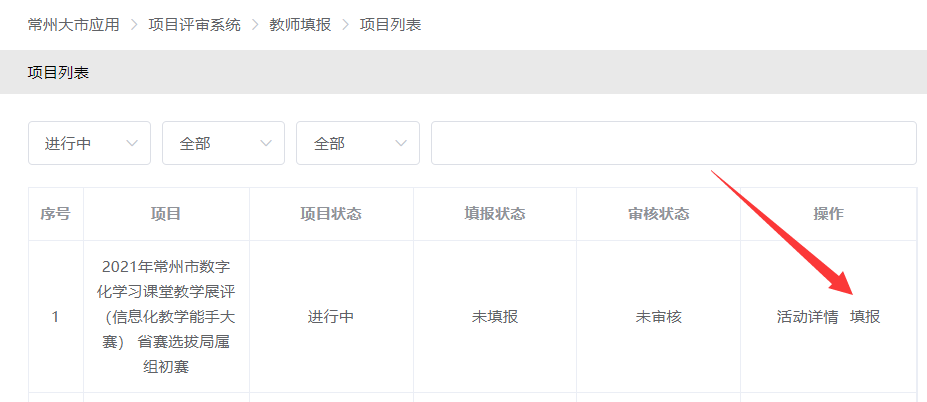 常州大市应用 > 项目评审系统 > 教师填报 > 项目列表
项目列表
进行中 全部 全部
序号 项目 项目状态 填报状态 审核状态 操作
2021年常州市数字
化学习课堂教学展评
（信息化教学能手大
赛） 省赛选拔局属
组初赛
1 进行中 未填报 未审核 活动详情 填报